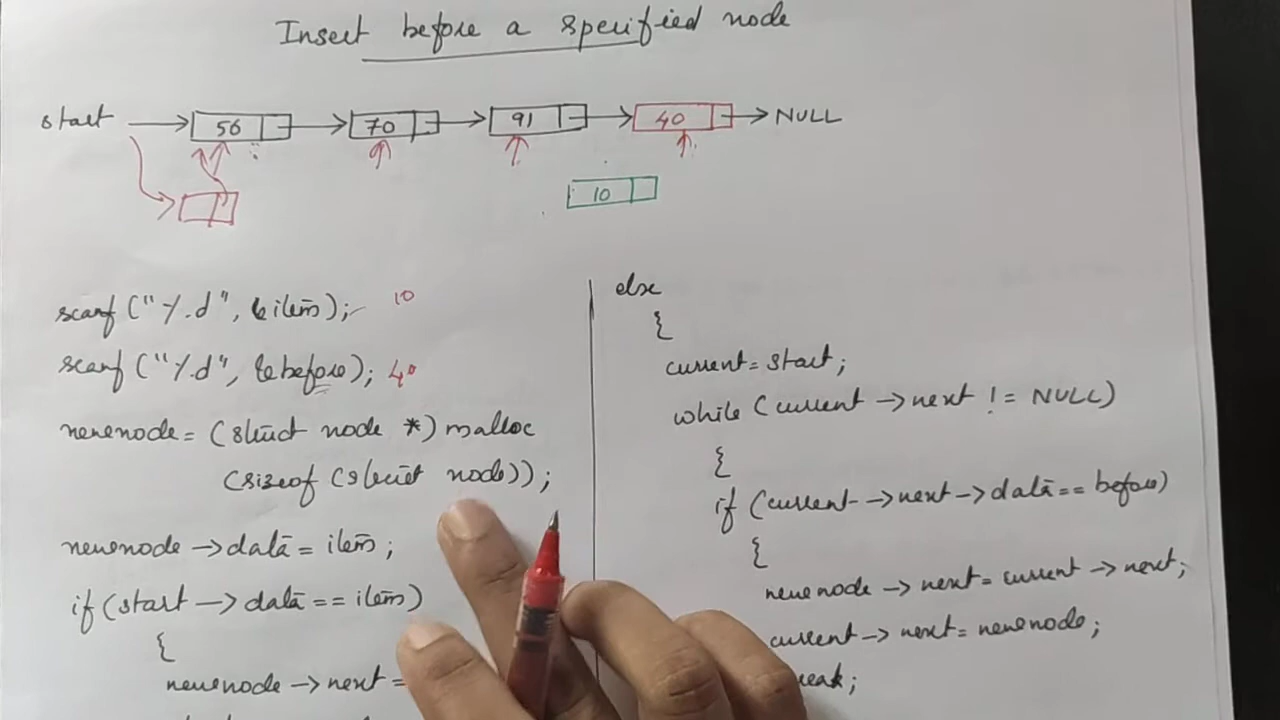 Insert before a specified node
start 56 70 91 40 NULL
10
scanf ("%d", &item); 10
scanf ("%d", &before); 40
newnode = (struct node *) malloc
(sizeof (struct node));
newnode -> data = item;
if (start -> data == item)
{
newnode -> next =
else
{
current = start;
while (current -> next != NULL)
{
if (current -> next -> data == before)
{
newnode -> next = current -> next;
current -> next = newnode;
eak;